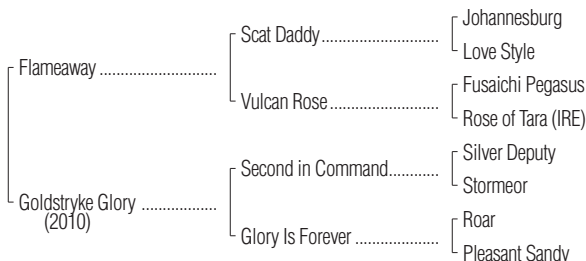 Johannesburg
Scat Daddy
Love Style
Flameaway
Fusaichi Pegasus
Vulcan Rose
Rose of Tara (IRE)
Silver Deputy
Second in Command
Stormeor
Goldstryke Glory
(2010)
Roar
Glory Is Forever
Pleasant Sandy